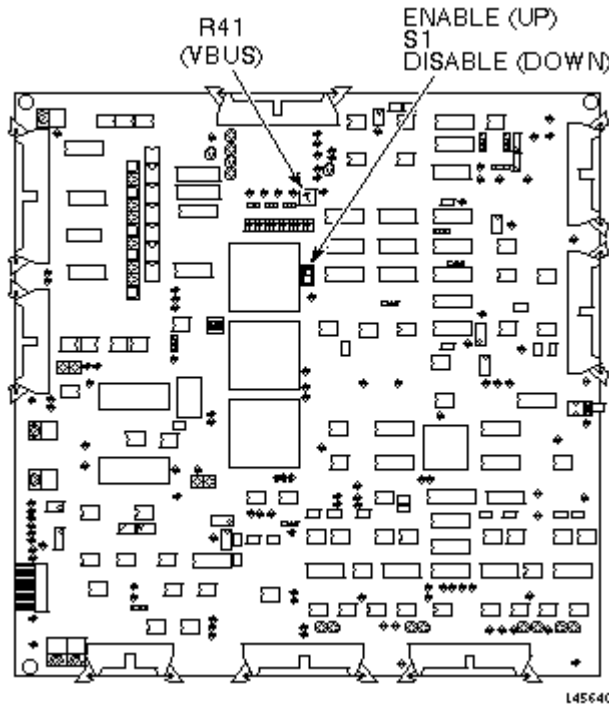 R41
(VBUS)
ENABLE (UP)
S1
DISABLE (DOWN)
L45640